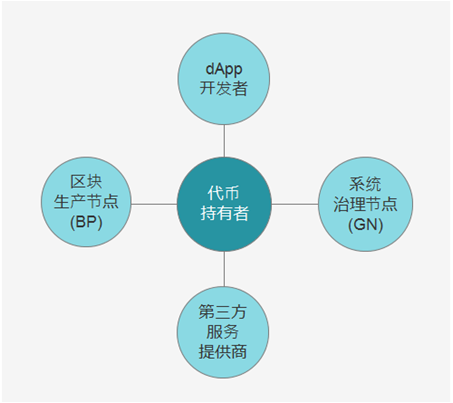 dApp
开发者
区块
生产节点
(BP)
代币
持有者
系统
治理节点
(GN)
第三方
服务
提供商